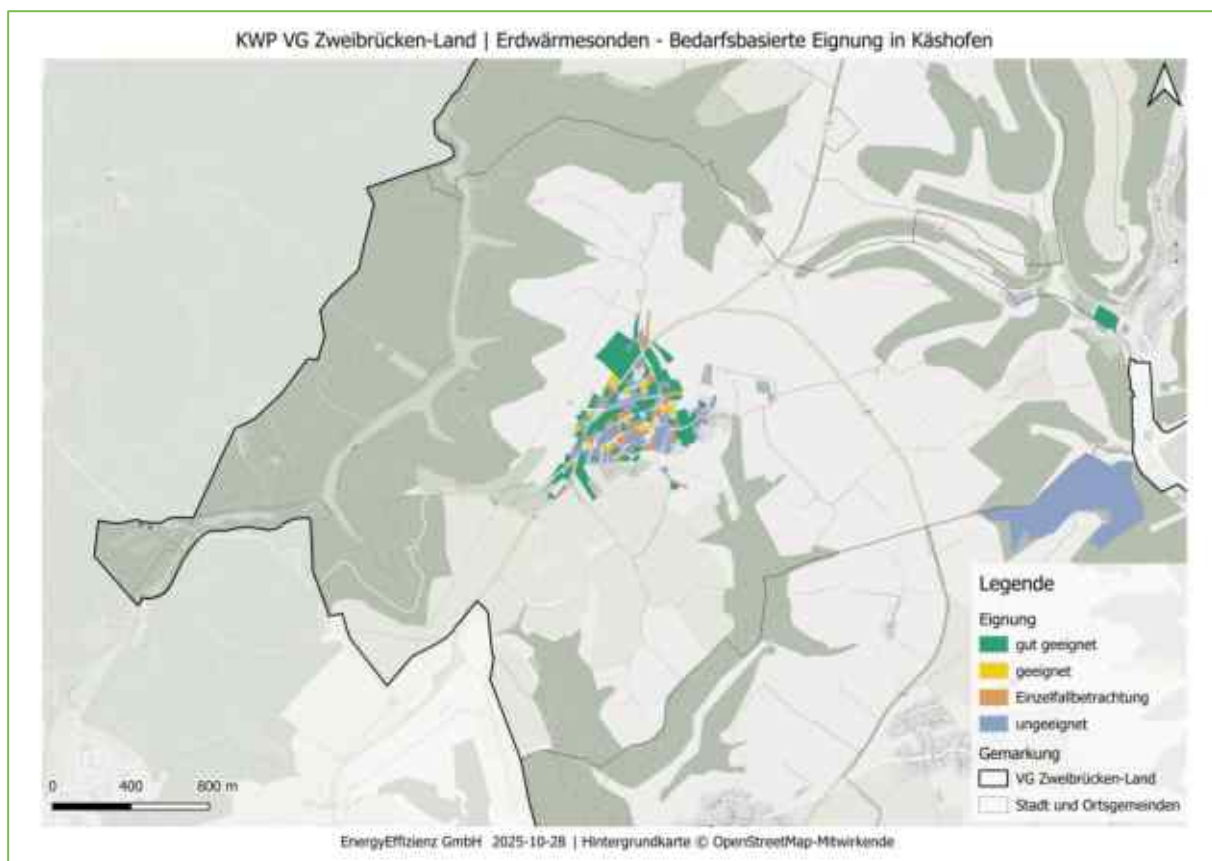 KWP VG Zweibrücken-Land | Erdwärmesonden - Bedarfsbasierte Eignung in Käshofen
Legende
Eignung
gut geeignet
geeignet
Einzelfallbetrachtung
ungeeignet
Gemarkung
VG Zweibrücken-Land
Stadt und Ortsgemeinden
0 400 800 m
EnergyEffizienz GmbH 2025-10-28 | Hintergrundkarte © OpenStreetMap-Mitwirkende